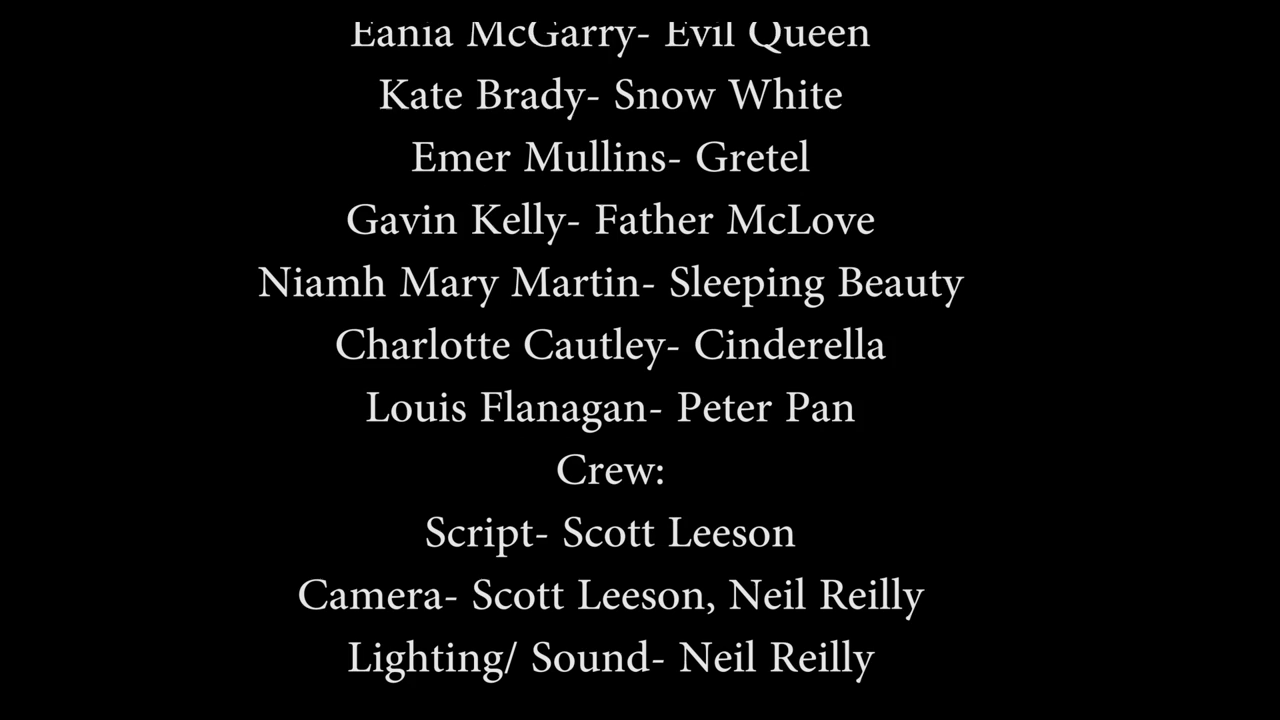 Eania McGarry- Evil Queen
Kate Brady- Snow White
Emer Mullins- Gretel
Gavin Kelly- Father McLove
Niamh Mary Martin- Sleeping Beauty
Charlotte Cautley- Cinderella
Louis Flanagan- Peter Pan
Crew:
Script- Scott Leeson
Camera- Scott Leeson, Neil Reilly
Lighting/ Sound- Neil Reilly